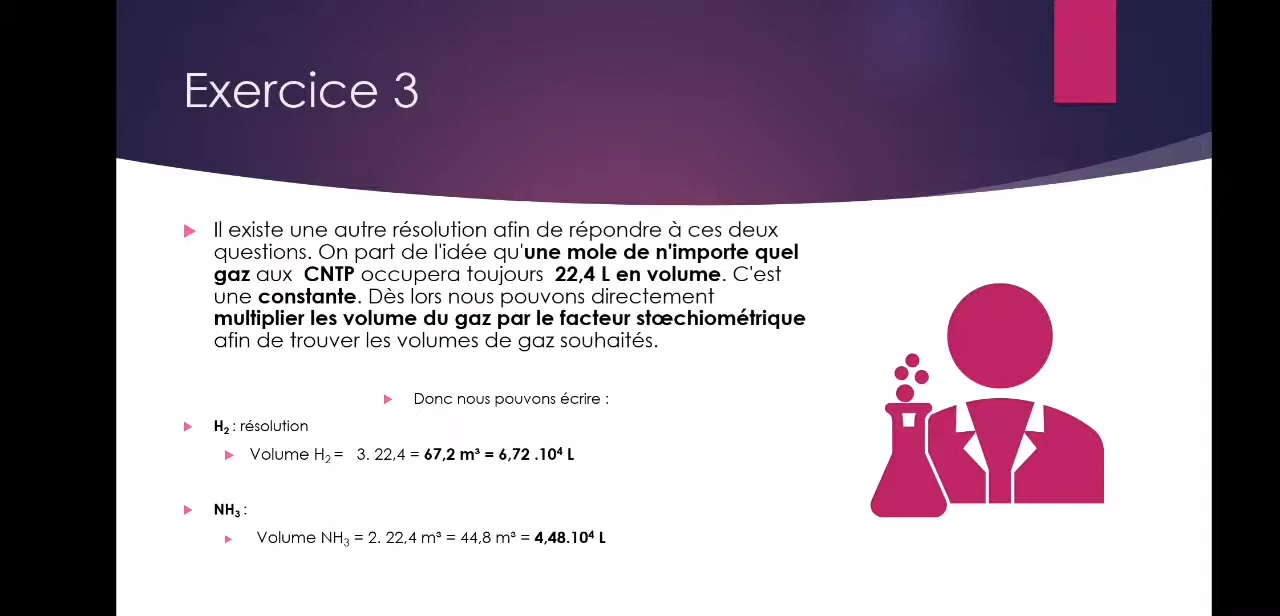 Exercice 3
Il existe une autre résolution afin de répondre à ces deux
questions. On part de l'idée qu'une mole de n'importe quel
gaz aux CNTP occupera toujours 22,4 L en volume. C'est
une constante. Dès lors nous pouvons directement
multiplier les volume du gaz par le facteur stœchiométrique
afin de trouver les volumes de gaz souhaités.
Donc nous pouvons écrire :
H₂ : résolution
Volume H₂ = 3. 22,4 = 67,2 m³ = 6,72 .10⁴ L
NH₃ :
Volume NH₃ = 2. 22,4 m³ = 44,8 m³ = 4,48.10⁴ L